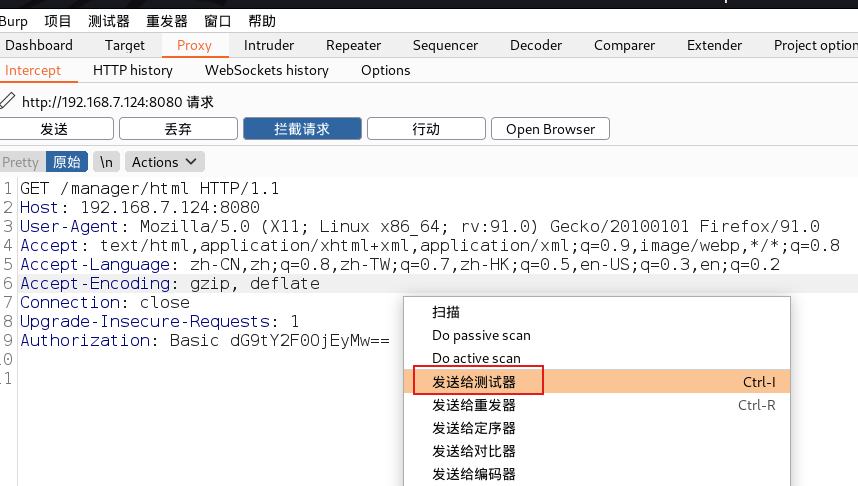 Burp 项目 测试器 重发器 窗口 帮助
Dashboard Target Proxy Intruder Repeater Sequencer Decoder Comparer Extender Project option
Intercept HTTP history WebSockets history Options
http://192.168.7.124:8080 请求
发送 丢弃 拦截请求 行动 Open Browser
Pretty 原始 \n Actions
1 GET /manager/html HTTP/1.1
2 Host: 192.168.7.124:8080
3 User-Agent: Mozilla/5.0 (X11; Linux x86_64; rv:91.0) Gecko/20100101 Firefox/91.0
4 Accept: text/html,application/xhtml+xml,application/xml;q=0.9,image/webp,*/*;q=0.8
5 Accept-Language: zh-CN,zh;q=0.8,zh-TW;q=0.7,zh-HK;q=0.5,en-US;q=0.3,en;q=0.2
6 Accept-Encoding: gzip, deflate
7 Connection: close
8 Upgrade-Insecure-Requests: 1
9 Authorization: Basic dG9tY2F0OjEyMw==
10
11
扫描
Do passive scan
Do active scan
发送给测试器 Ctrl-I
发送给重发器 Ctrl-R
发送给定序器
发送给对比器
发送给编码器